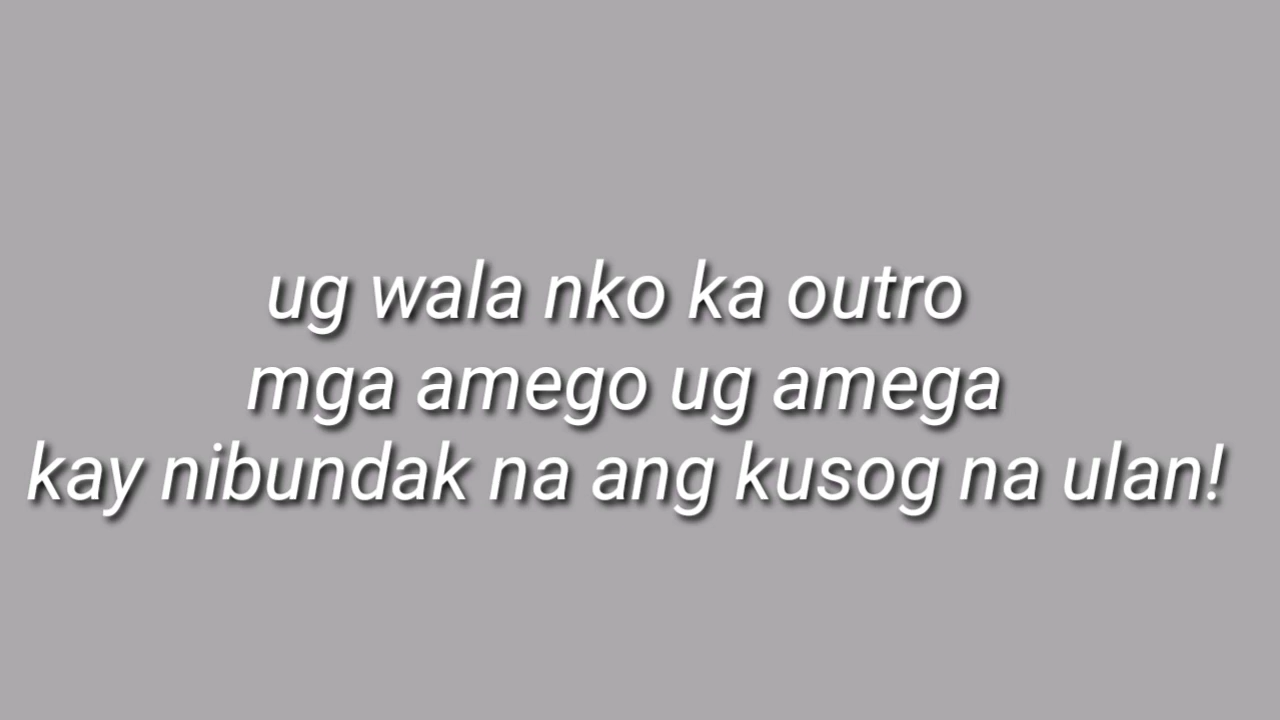 ug wala nko ka outro
mga amego ug amega
kay nibundak na ang kusog na ulan!